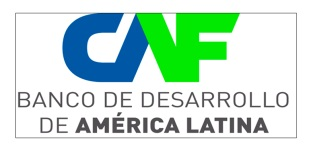 CAF
BANCO DE DESARROLLO
DE AMÉRICA LATINA